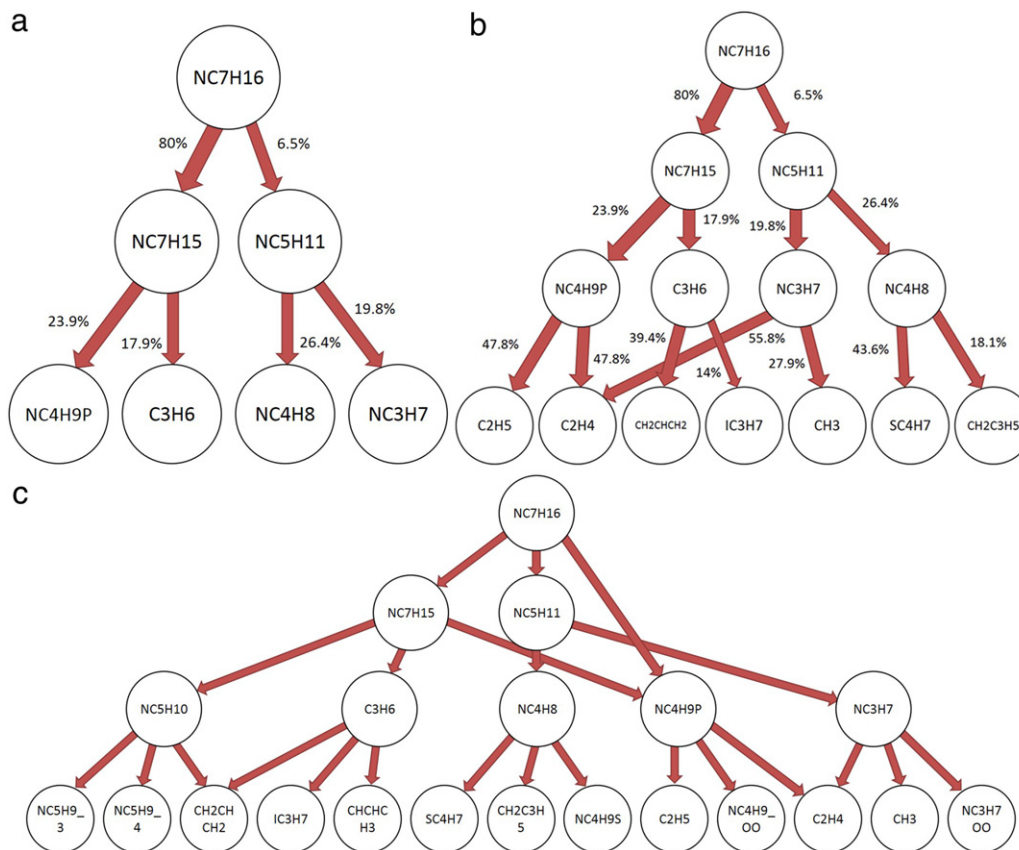 a
NC7H16
80%
6.5%
NC7H15
NC5H11
23.9%
17.9%
26.4%
19.8%
NC4H9P
C3H6
NC4H8
NC3H7
b
NC7H16
80%
6.5%
NC7H15
NC5H11
23.9%
17.9%
19.8%
26.4%
NC4H9P
C3H6
NC3H7
NC4H8
47.8%
47.8%
39.4%
14%
55.8%
27.9%
43.6%
18.1%
C2H5
C2H4
CH2CHCH2
IC3H7
CH3
SC4H7
CH2C3H5
c
NC7H16
NC7H15
NC5H11
NC5H10
C3H6
NC4H8
NC4H9P
NC3H7
NC5H9_
3
NC5H9_
4
CH2CH
CH2
IC3H7
CHCHC
H3
SC4H7
CH2C3H
5
NC4H9S
C2H5
NC4H9_
OO
C2H4
CH3
NC3H7
OO